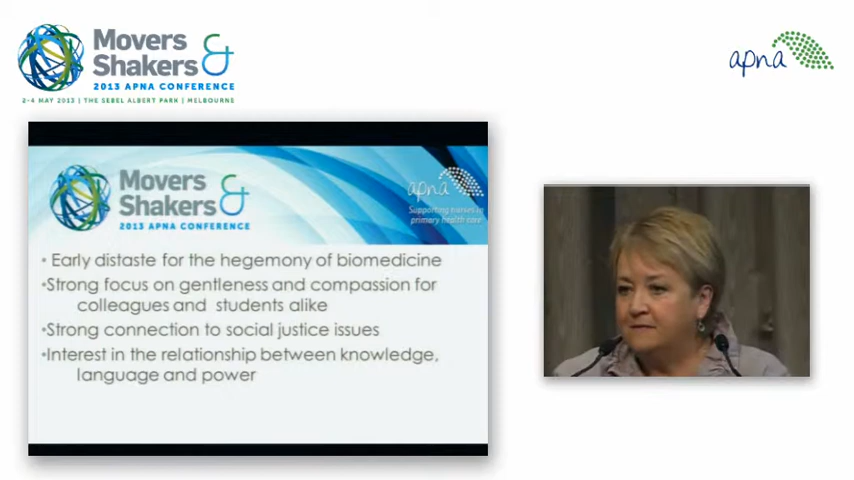 Movers
Shakers &
2013 APNA CONFERENCE
2-4 MAY 2013 | THE SEBEL ALBERT PARK | MELBOURNE
apna
Movers
Shakers &
2013 APNA CONFERENCE
apna
Supporting nurses in
primary health care
• Early distaste for the hegemony of biomedicine
•Strong focus on gentleness and compassion for
colleagues and students alike
•Strong connection to social justice issues
•Interest in the relationship between knowledge,
language and power